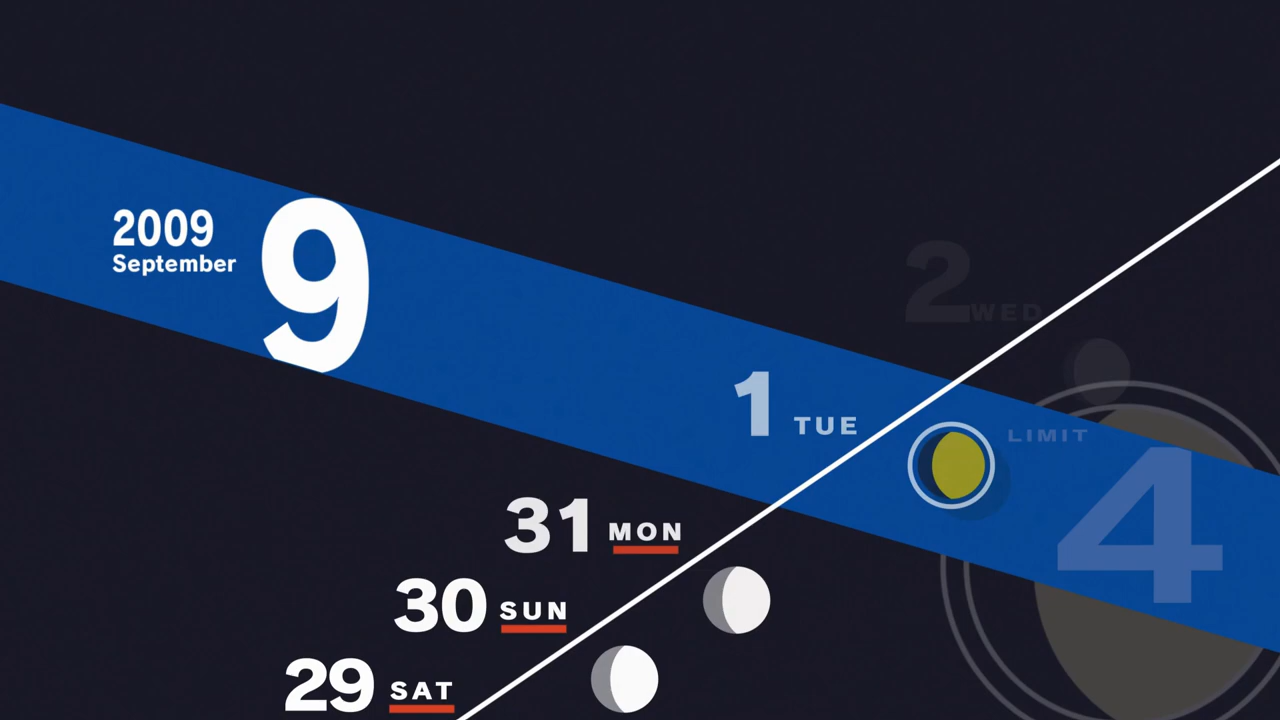 2009
September
9
2 WED
1 TUE
LIMIT
4
31 MON
30 SUN
29 SAT